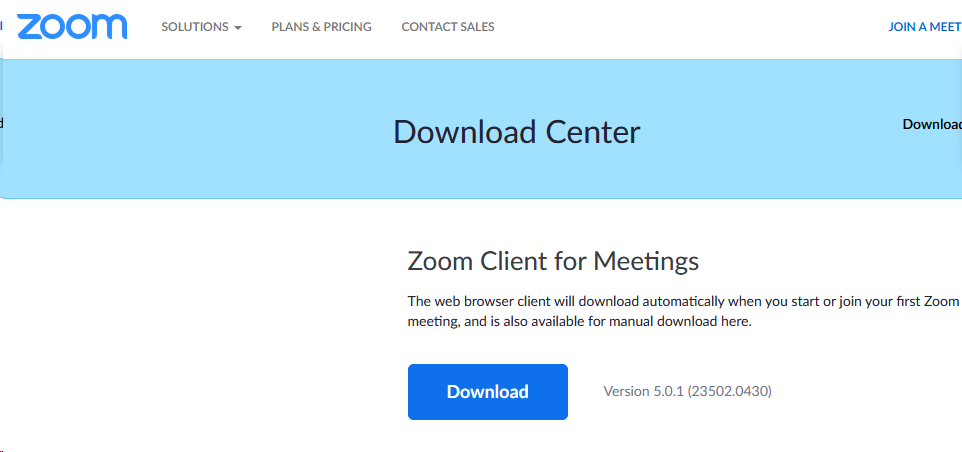 zoom SOLUTIONS PLANS & PRICING CONTACT SALES JOIN A MEET
Download Center
Download
Zoom Client for Meetings
The web browser client will download automatically when you start or join your first Zoom
meeting, and is also available for manual download here.
Download Version 5.0.1 (23502.0430)